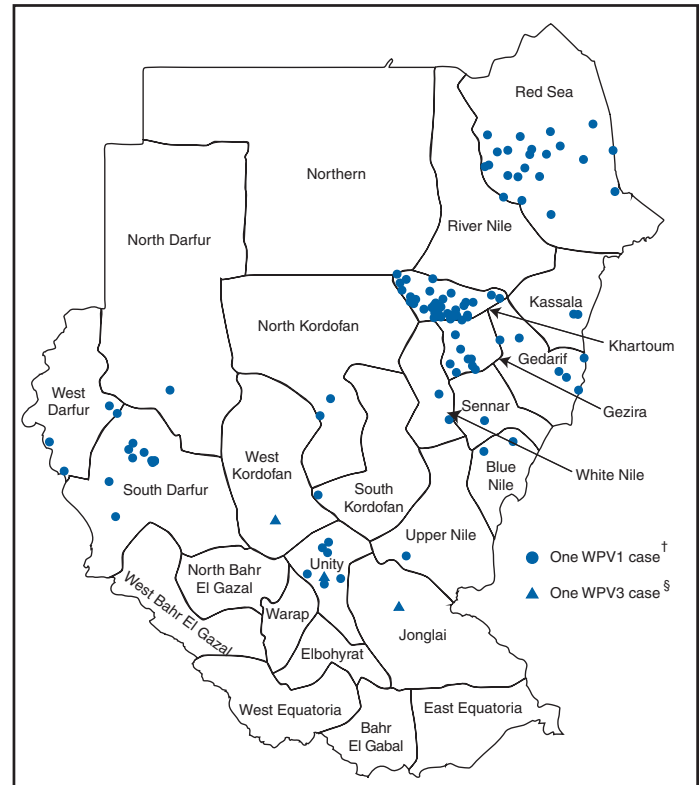 Red Sea
Northern
River Nile
North Darfur
Kassala
North Kordofan
Khartoum
Gedarif
West
Darfur
Gezira
Sennar
West
Kordofan
White Nile
Blue
Nile
South Darfur
South
Kordofan
Upper Nile
One WPV1 case†
Unity
North Bahr
El Gazal
One WPV3 case§
West Bahr El Gazal
Warap
Jonglai
Elbohyrat
West Equatoria
East Equatoria
Bahr
El Gabal